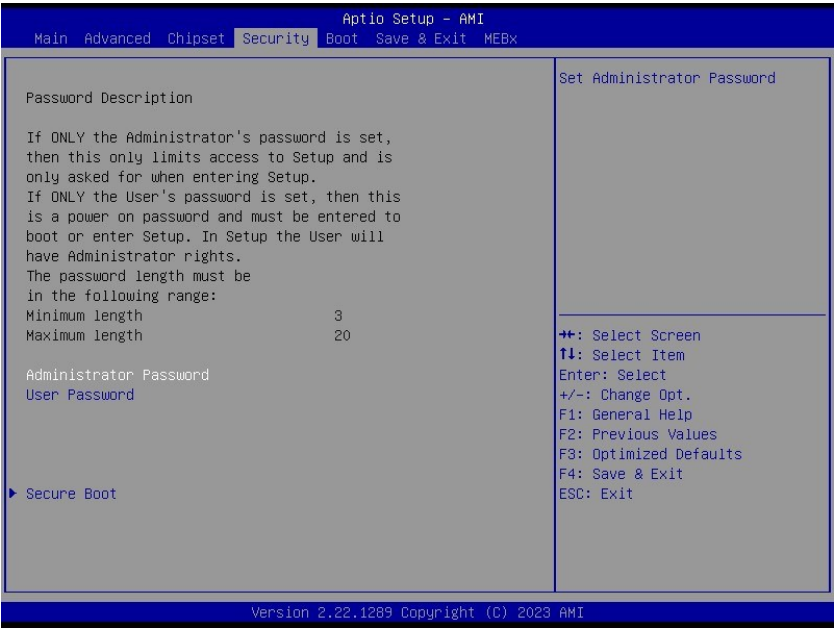 Aptio Setup - AMI
Main Advanced Chipset Security Boot Save & Exit MEBx
Password Description
If ONLY the Administrator's password is set,
then this only limits access to Setup and is
only asked for when entering Setup.
If ONLY the User's password is set, then this
is a power on password and must be entered to
boot or enter Setup. In Setup the User will
have Administrator rights.
The password length must be
in the following range:
Minimum length 3
Maximum length 20
Administrator Password
User Password
Secure Boot
Set Administrator Password
→←: Select Screen
↑↓: Select Item
Enter: Select
+/-: Change Opt.
F1: General Help
F2: Previous Values
F3: Optimized Defaults
F4: Save & Exit
ESC: Exit
Version 2.22.1289 Copyright (C) 2023 AMI